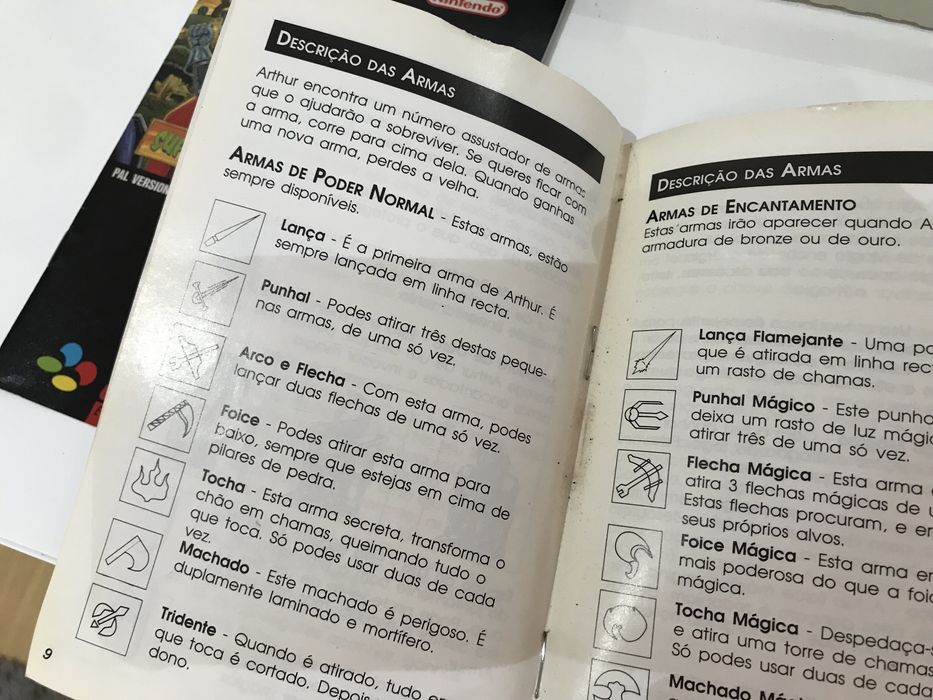 Nintendo
PAL VERSION
DESCRIÇÃO DAS ARMAS
Arthur encontra um número assustador de armas
que o ajudarão a sobreviver. Se queres ficar com
a arma, corre para cima dela. Quando ganhas
uma nova arma, perdes a velha.
ARMAS DE PODER NORMAL - Estas armas, estão
sempre disponíveis.
Lança - É a primeira arma de Arthur. É
sempre lançada em linha recta.
Punhal - Podes atirar três destas peque-
nas armas, de uma só vez.
Arco e Flecha - Com esta arma, podes
lançar duas flechas de uma só vez.
Foice - Podes atirar esta arma para
baixo, sempre que estejas em cima de
pilares de pedra.
Tocha - Esta arma secreta, transforma o
chão em chamas, queimando tudo o
que toca. Só podes usar duas de cada
vez.
Machado - Este machado é perigoso. É
duplamente laminado e mortífero.
Tridente - Quando é atirado, tudo em
que toca é cortado. Depois
dono.
9
DESCRIÇÃO DAS ARMAS
ARMAS DE ENCANTAMENTO
Estas armas irão aparecer quando A
armadura de bronze ou de ouro.
Lança Flamejante - Uma
que é atirada em linha
um rasto de chamas.
Punhal Mágico - Este
deixa um rasto de luz
atirar três de uma só vez.
Flecha Mágica - Esta arma
atira 3 flechas mágicas de
Estas flechas procuram, e
seus próprios alvos.
Foice Mágica - Esta arma
mais poderosa do que a
mágica.
Tocha Mágica -
e atira uma torre de chamas
Só podes usar duas de cada
Machado